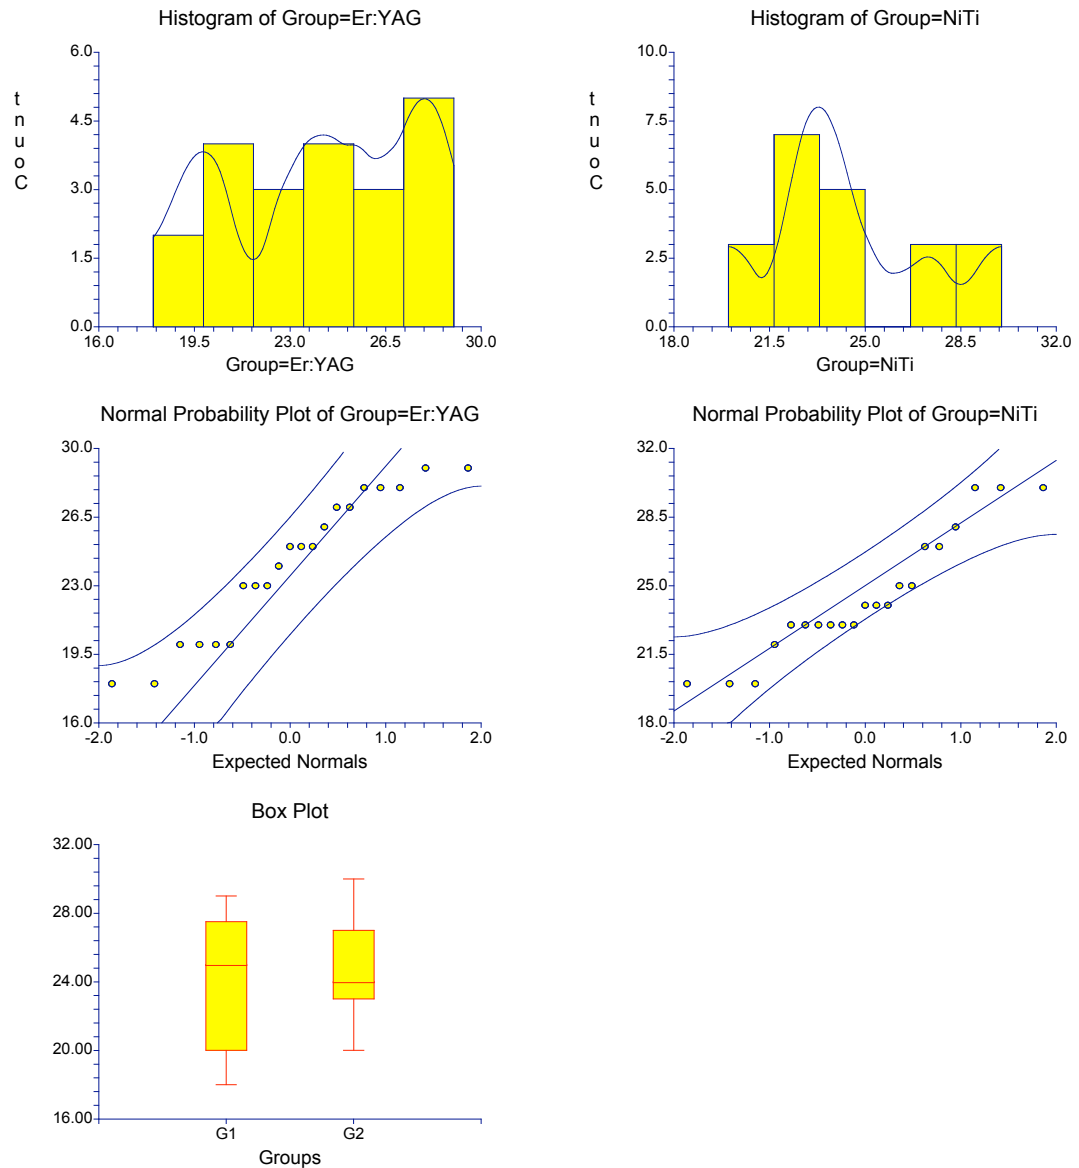 Histogram of Group=Er:YAG
6.0
4.5
3.0
1.5
0.0
t
n
u
o
C
16.0 19.5 23.0 26.5 30.0
Group=Er:YAG
Histogram of Group=NiTi
10.0
7.5
5.0
2.5
0.0
t
n
u
o
C
18.0 21.5 25.0 28.5 32.0
Group=NiTi
Normal Probability Plot of Group=Er:YAG
30.0
26.5
23.0
19.5
16.0
-2.0 -1.0 0.0 1.0 2.0
Expected Normals
Normal Probability Plot of Group=NiTi
32.0
28.5
25.0
21.5
18.0
-2.0 -1.0 0.0 1.0 2.0
Expected Normals
Box Plot
32.00
28.00
24.00
20.00
16.00
G1 G2
Groups